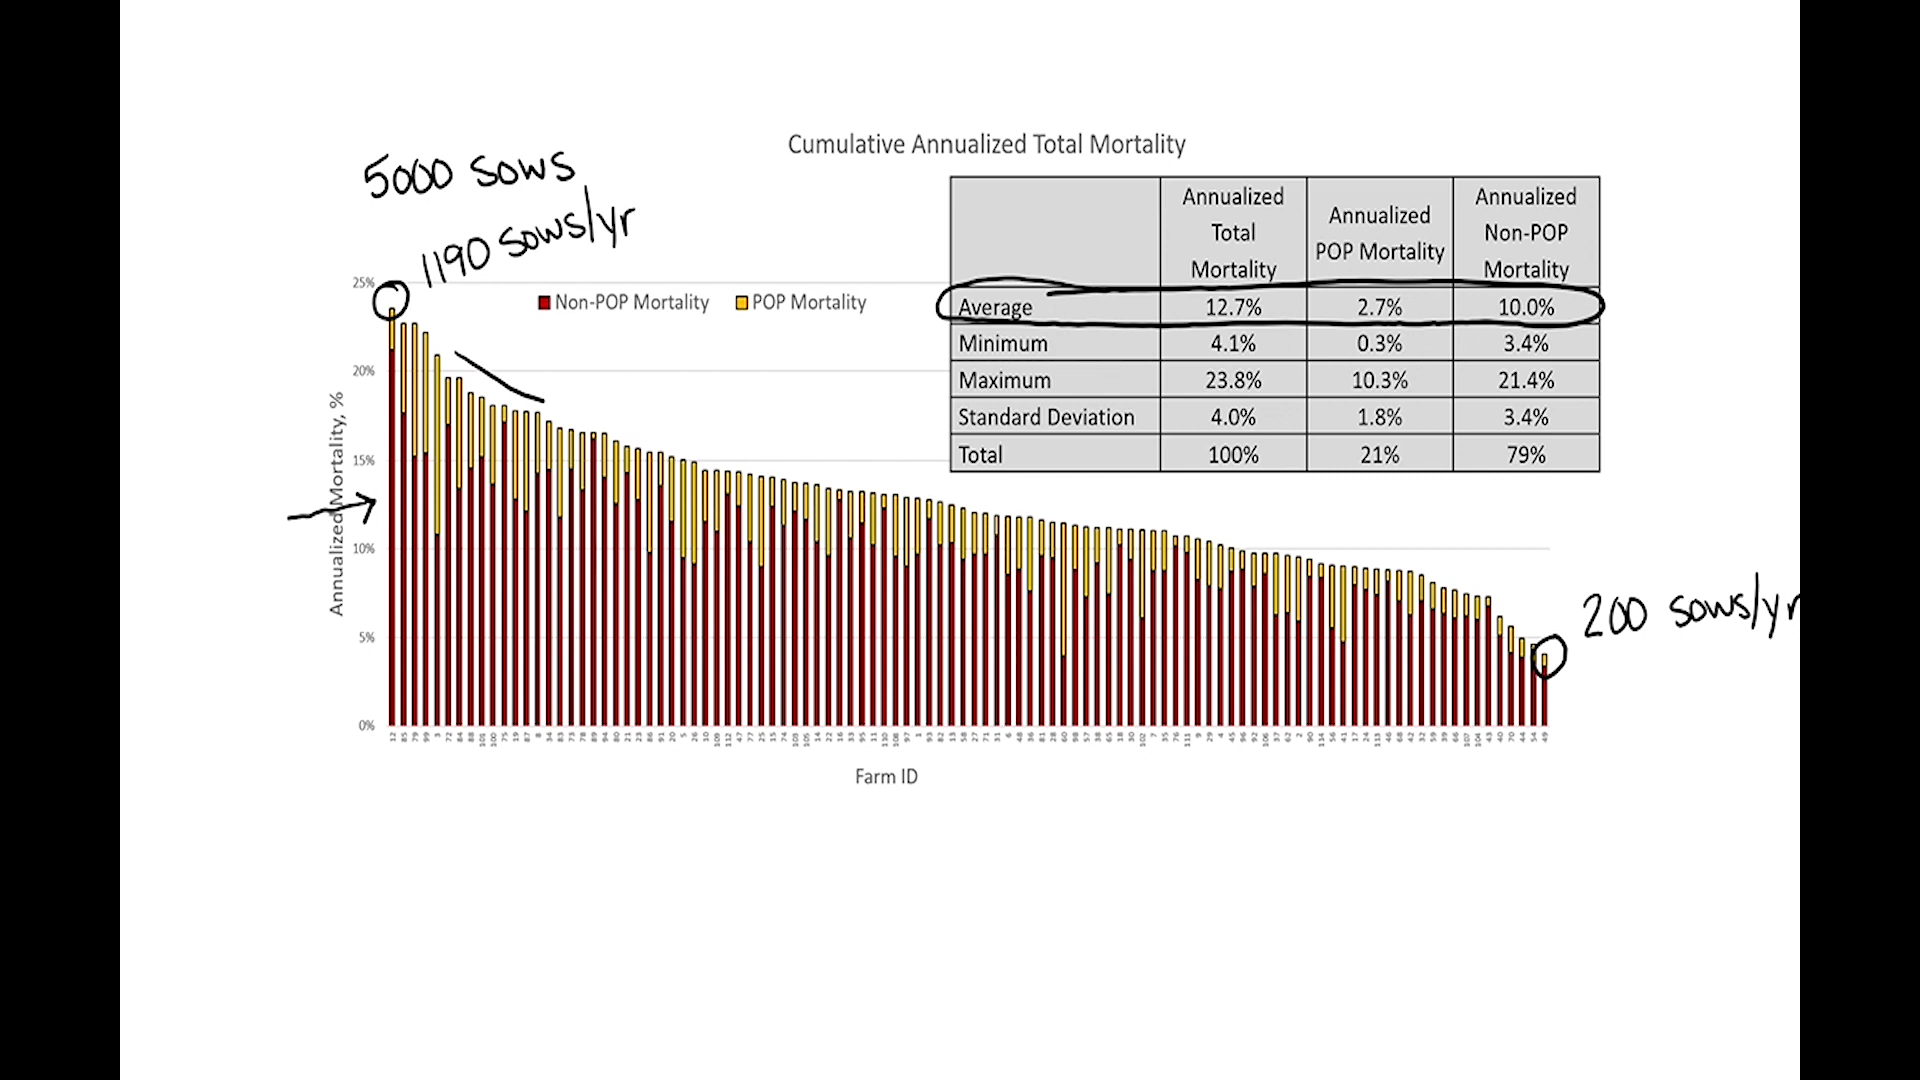 Cumulative Annualized Total Mortality
5000 sows
1190 sows/yr
Annualized Total Mortality
Annualized POP Mortality
Annualized Non-POP Mortality
Average 12.7% 2.7% 10.0%
Minimum 4.1% 0.3% 3.4%
Maximum 23.8% 10.3% 21.4%
Standard Deviation 4.0% 1.8% 3.4%
Total 100% 21% 79%
Non-POP Mortality POP Mortality
Annualized Mortality, %
25%
20%
15%
10%
5%
0%
200 sows/yr
Farm ID